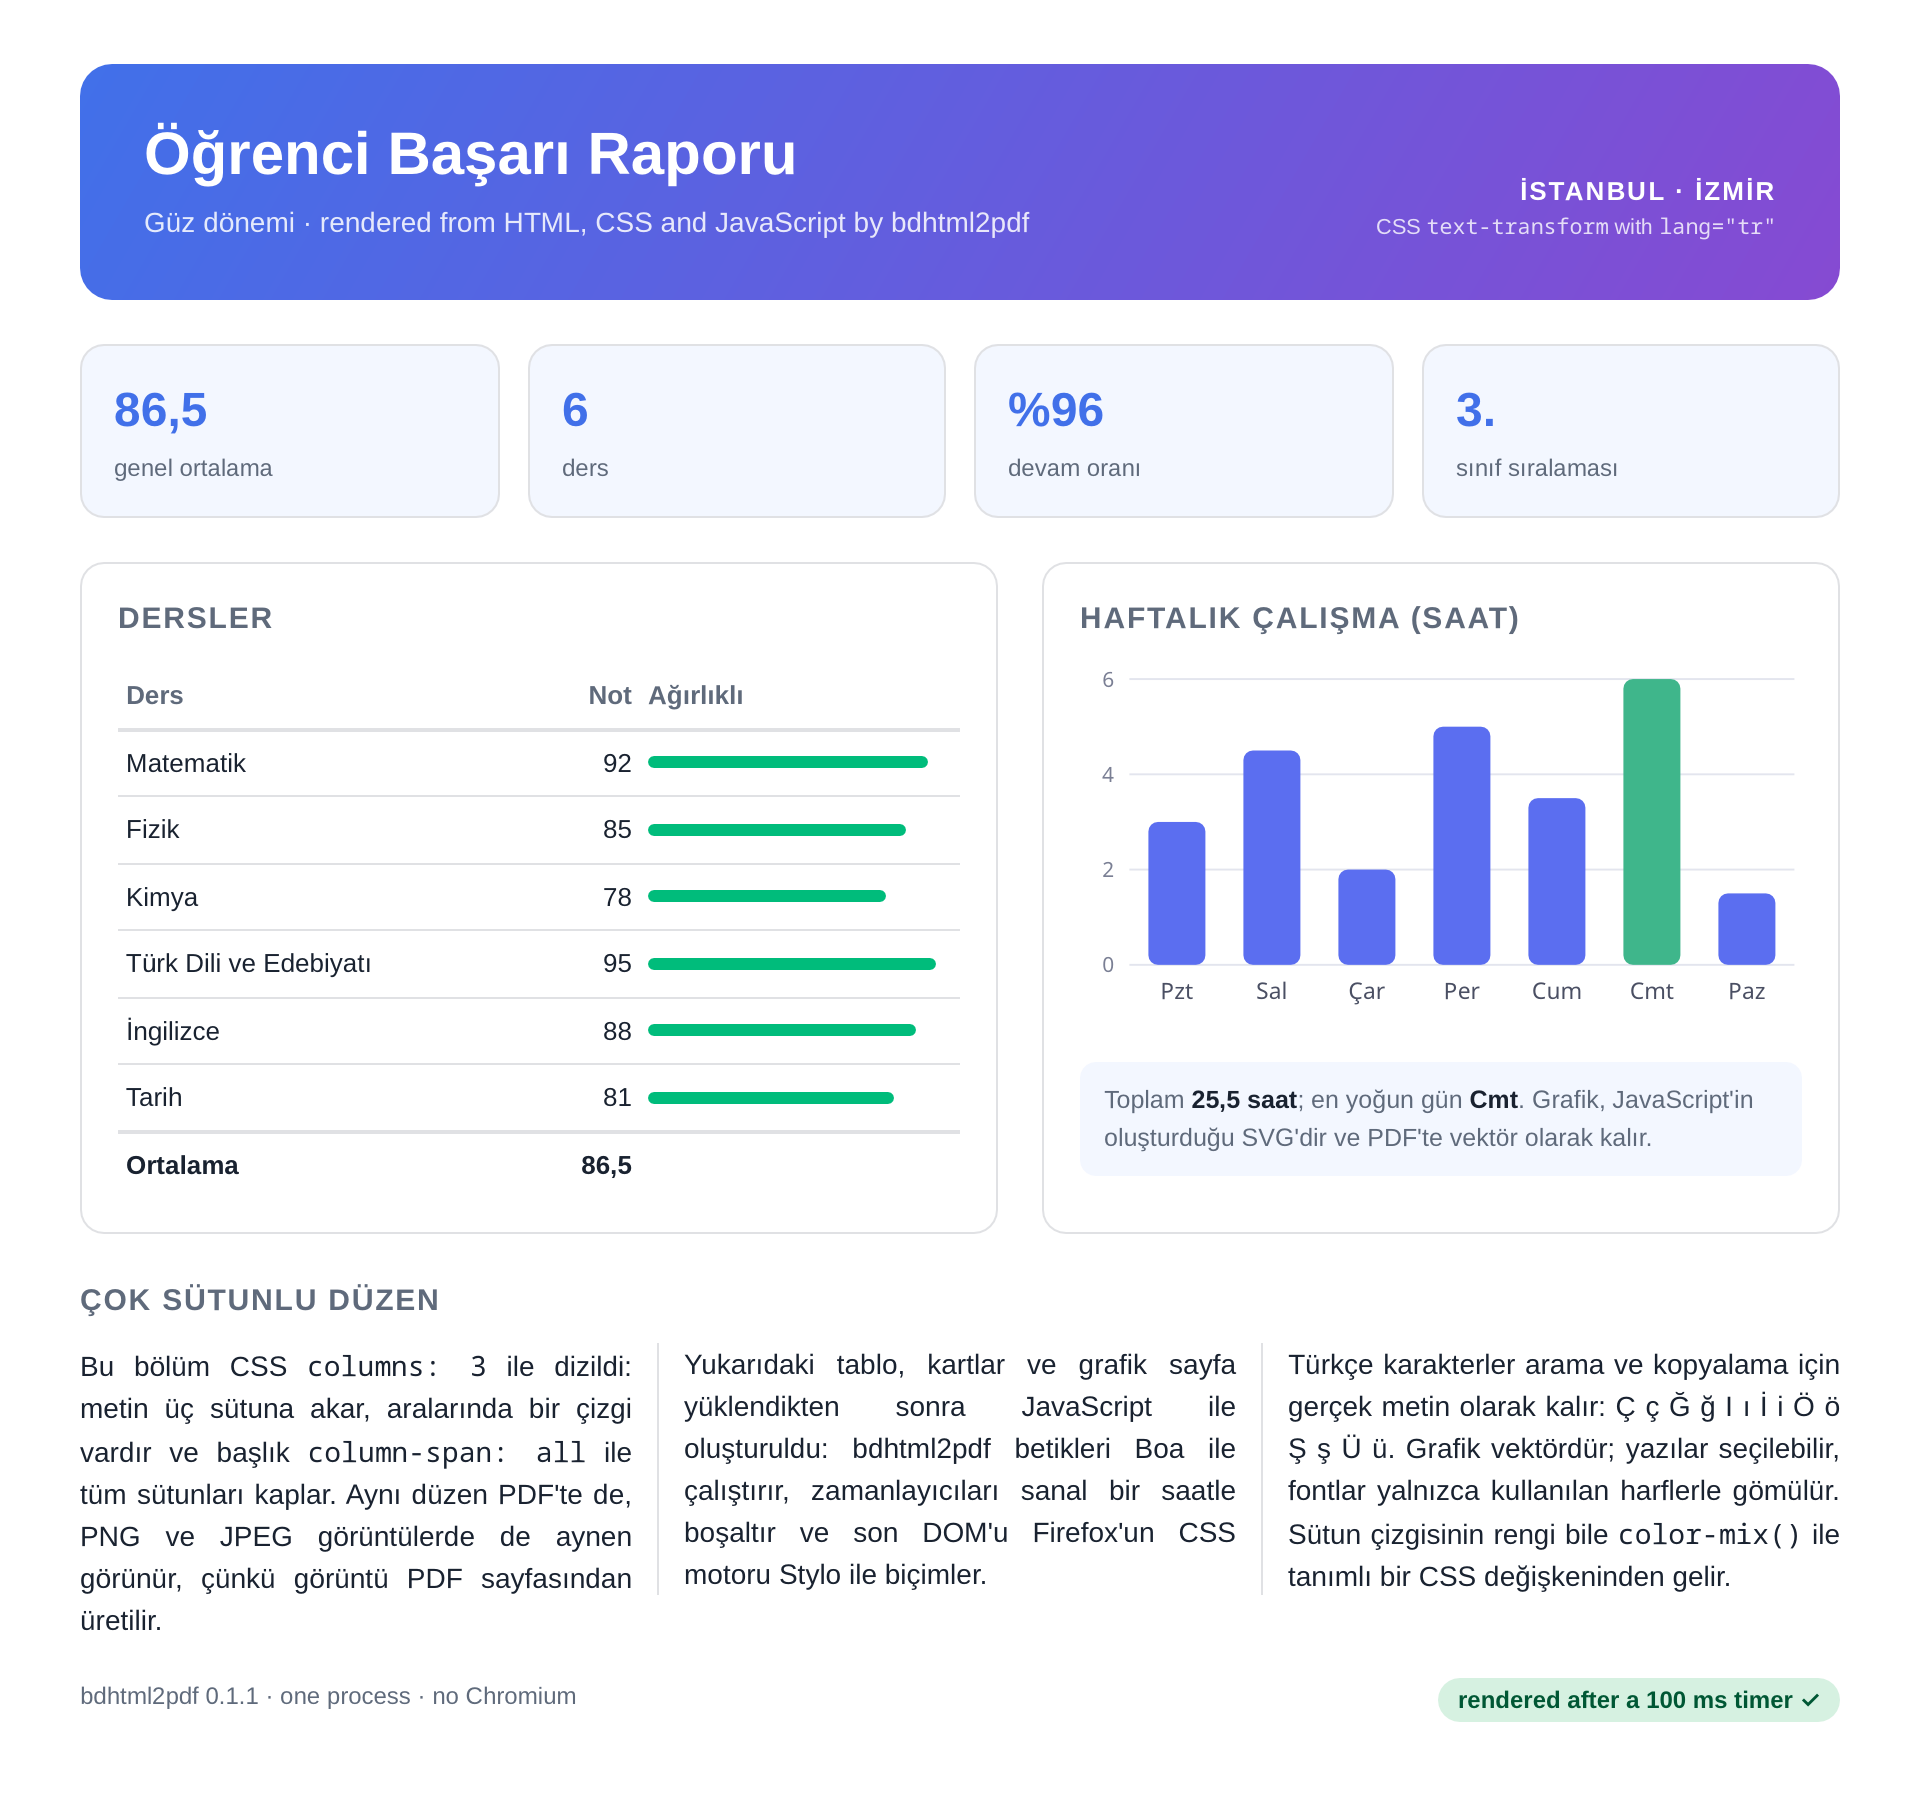 Öğrenci Başarı Raporu
Güz dönemi · rendered from HTML, CSS and JavaScript by bdhtml2pdf
İSTANBUL · İZMİR
CSS text-transform with lang="tr"
86,5
genel ortalama
6
ders
%96
devam oranı
3.
sınıf sıralaması
DERSLER
Ders Not Ağırlıklı
Matematik 92
Fizik 85
Kimya 78
Türk Dili ve Edebiyatı 95
İngilizce 88
Tarih 81
Ortalama 86,5
HAFTALIK ÇALIŞMA (SAAT)
6
4
2
0
Pzt Sal Çar Per Cum Cmt Paz
Toplam 25,5 saat; en yoğun gün Cmt. Grafik, JavaScript'in
oluşturduğu SVG'dir ve PDF'te vektör olarak kalır.
ÇOK SÜTUNLU DÜZEN
Bu bölüm CSS columns: 3 ile dizildi:
metin üç sütuna akar, aralarında bir çizgi
vardır ve başlık column-span: all ile
tüm sütunları kaplar. Aynı düzen PDF'te de,
PNG ve JPEG görüntülerde de aynen
görünür, çünkü görüntü PDF sayfasından
üretilir.
Yukarıdaki tablo, kartlar ve grafik sayfa
yüklendikten sonra JavaScript ile
oluşturuldu: bdhtml2pdf betikleri Boa ile
çalıştırır, zamanlayıcıları sanal bir saatle
boşaltır ve son DOM'u Firefox'un CSS
motoru Stylo ile biçimler.
Türkçe karakterler arama ve kopyalama için
gerçek metin olarak kalır: Ç ç Ğ ğ I ı İ i Ö ö
Ş ş Ü ü. Grafik vektördür; yazılar seçilebilir,
fontlar yalnızca kullanılan harflerle gömülür.
Sütun çizgisinin rengi bile color-mix() ile
tanımlı bir CSS değişkeninden gelir.
bdhtml2pdf 0.1.1 · one process · no Chromium
rendered after a 100 ms timer ✓